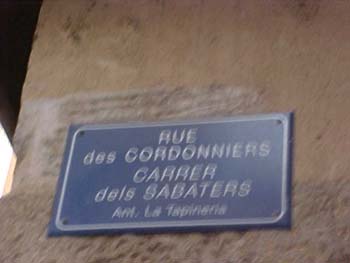 RUE
des CORDONNIERS
CARRER
dels SABATERS
Ant. La Tapineria